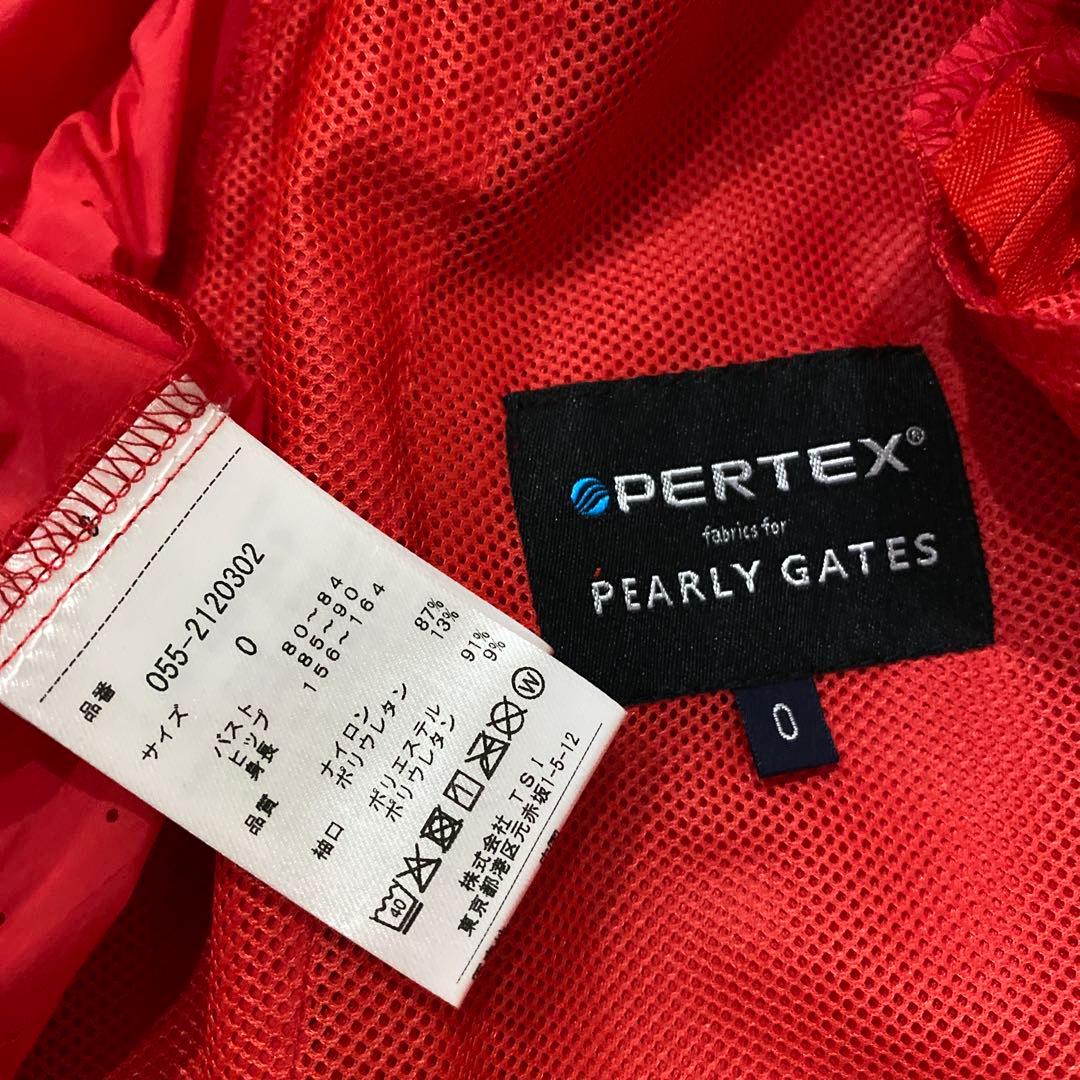 品番 055-2120302
サイズ 0
バスト 80～84
ヒップ 85～90
身長 156～164
品質 ナイロン 87%
ポリウレタン 13%
袖口 ポリエステル 91%
ポリウレタン 9%
40 W
株式会社 TSI
東京都港区元赤坂1-5-12
PERTEX®
fabrics for
PEARLY GATES
0